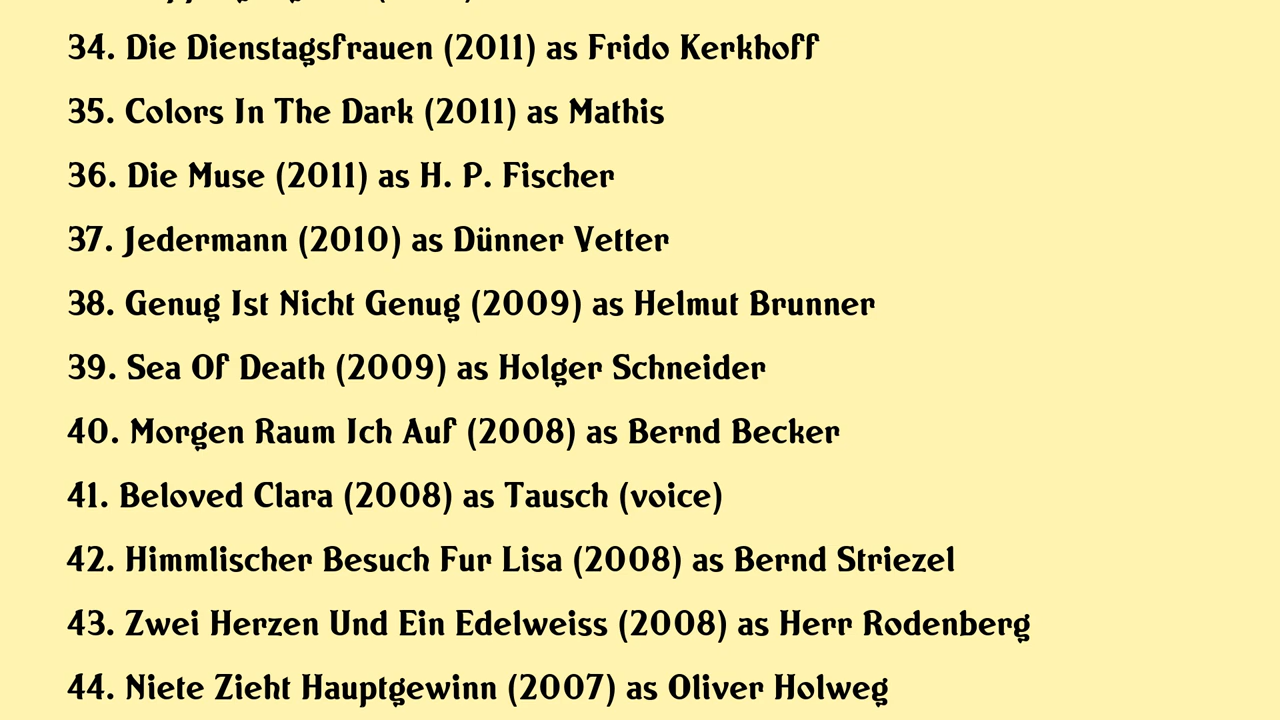 34. Die Dienstagsfrauen (2011) as Frido Kerkhoff
35. Colors In The Dark (2011) as Mathis
36. Die Muse (2011) as H. P. Fischer
37. Jedermann (2010) as Dünner Vetter
38. Genug Ist Nicht Genug (2009) as Helmut Brunner
39. Sea Of Death (2009) as Holger Schneider
40. Morgen Raum Ich Auf (2008) as Bernd Becker
41. Beloved Clara (2008) as Tausch (voice)
42. Himmlischer Besuch Fur Lisa (2008) as Bernd Striezel
43. Zwei Herzen Und Ein Edelweiss (2008) as Herr Rodenberg
44. Niete Zieht Hauptgewinn (2007) as Oliver Holweg